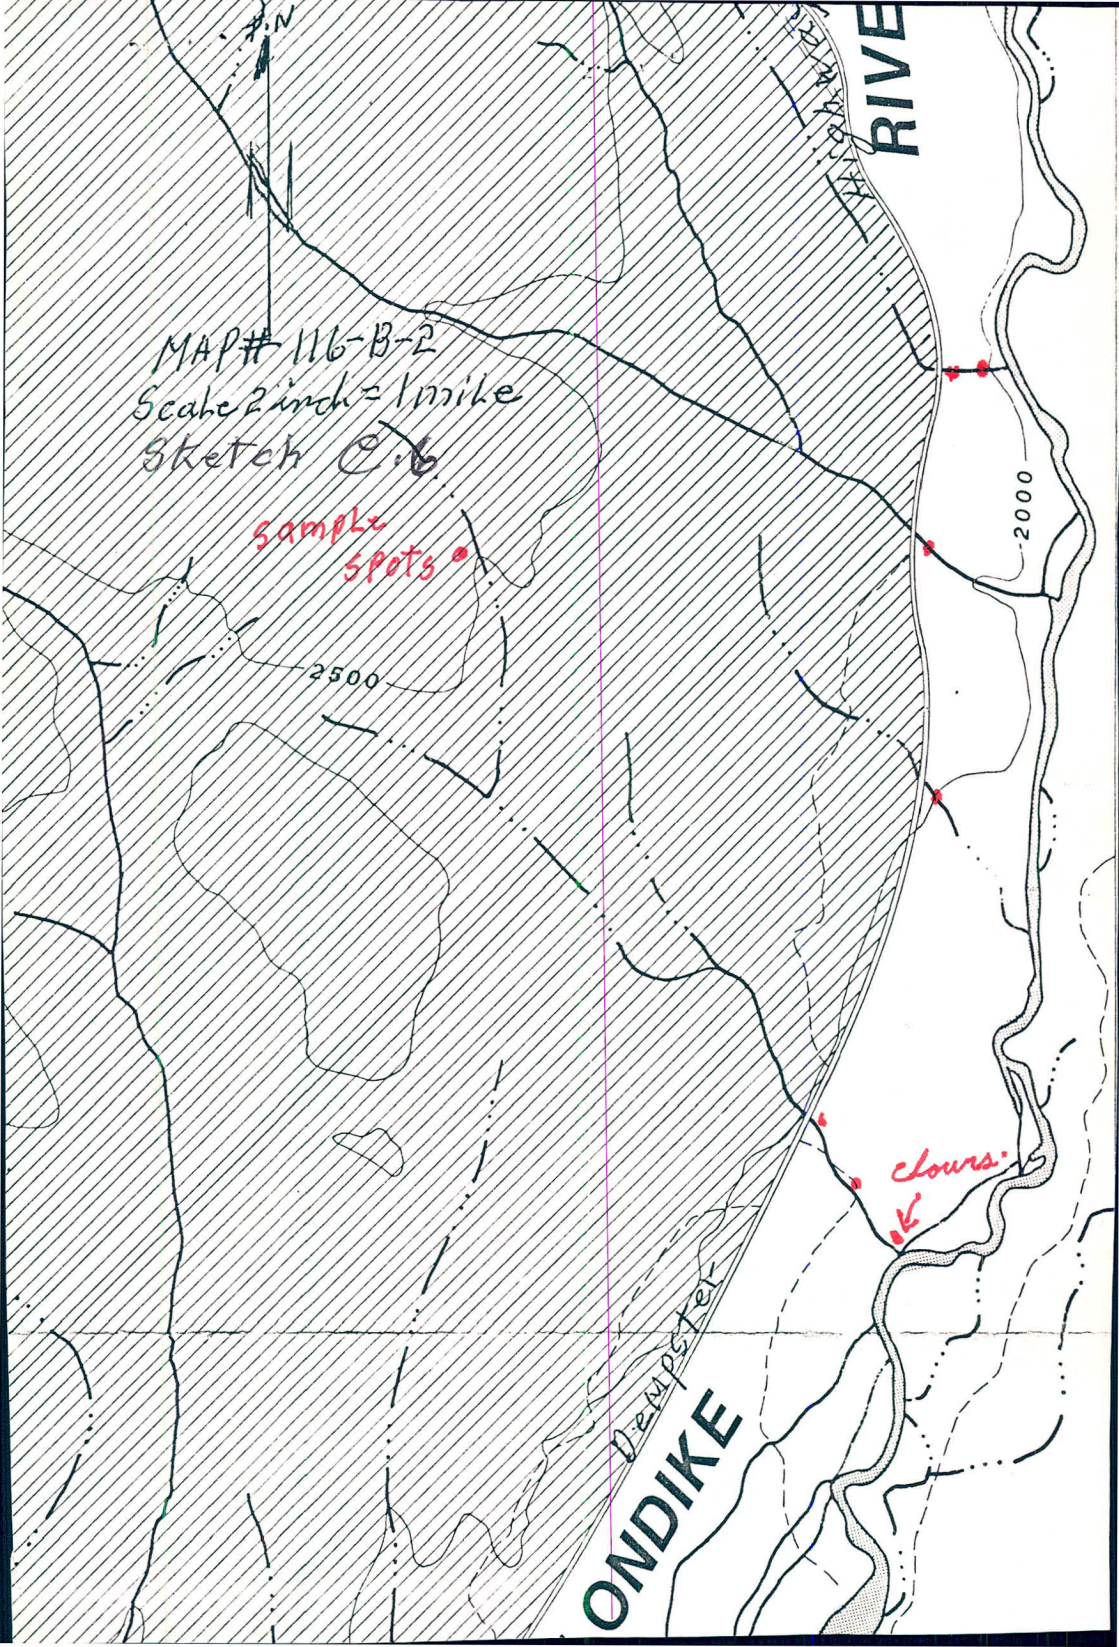 N
RIVE
Highway
MAP# 116-B-2
Scale 2 inch = 1 mile
Sketch C.6
2000
sample
spots
2500
clours.
Dempster
ONDIKE